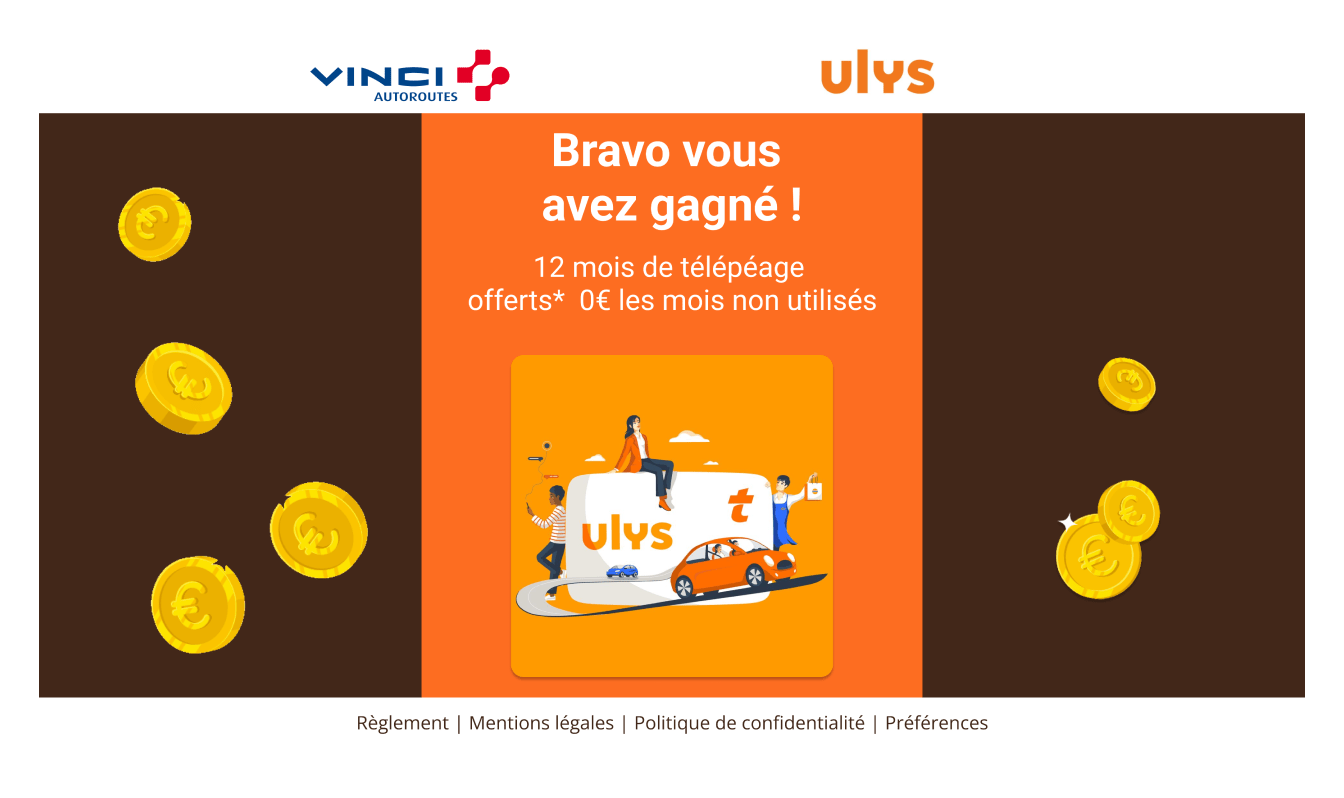 VINCI
AUTOROUTES
ulys
Bravo vous
avez gagné !
12 mois de télépéage
offerts* 0€ les mois non utilisés
t
ulys
Règlement | Mentions légales | Politique de confidentialité | Préférences